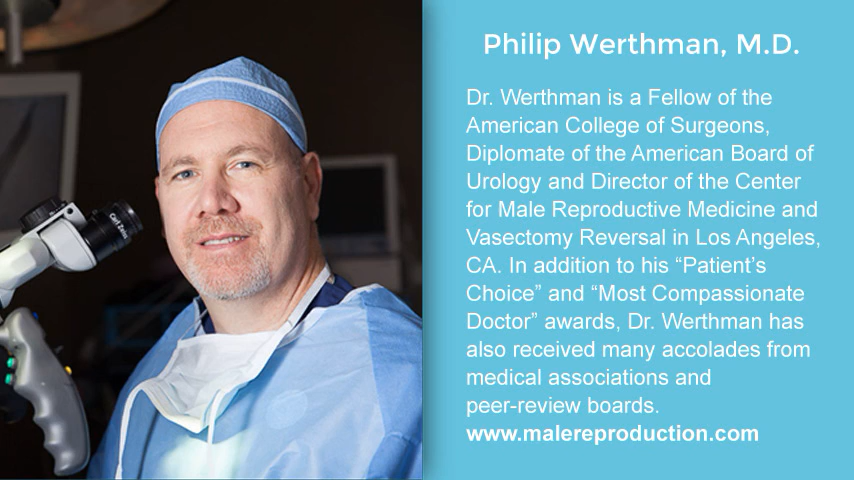 Carl Zeiss
Philip Werthman, M.D.
Dr. Werthman is a Fellow of the
American College of Surgeons,
Diplomate of the American Board of
Urology and Director of the Center
for Male Reproductive Medicine and
Vasectomy Reversal in Los Angeles,
CA. In addition to his “Patient’s
Choice” and “Most Compassionate
Doctor” awards, Dr. Werthman has
also received many accolades from
medical associations and
peer-review boards.
www.malereproduction.com